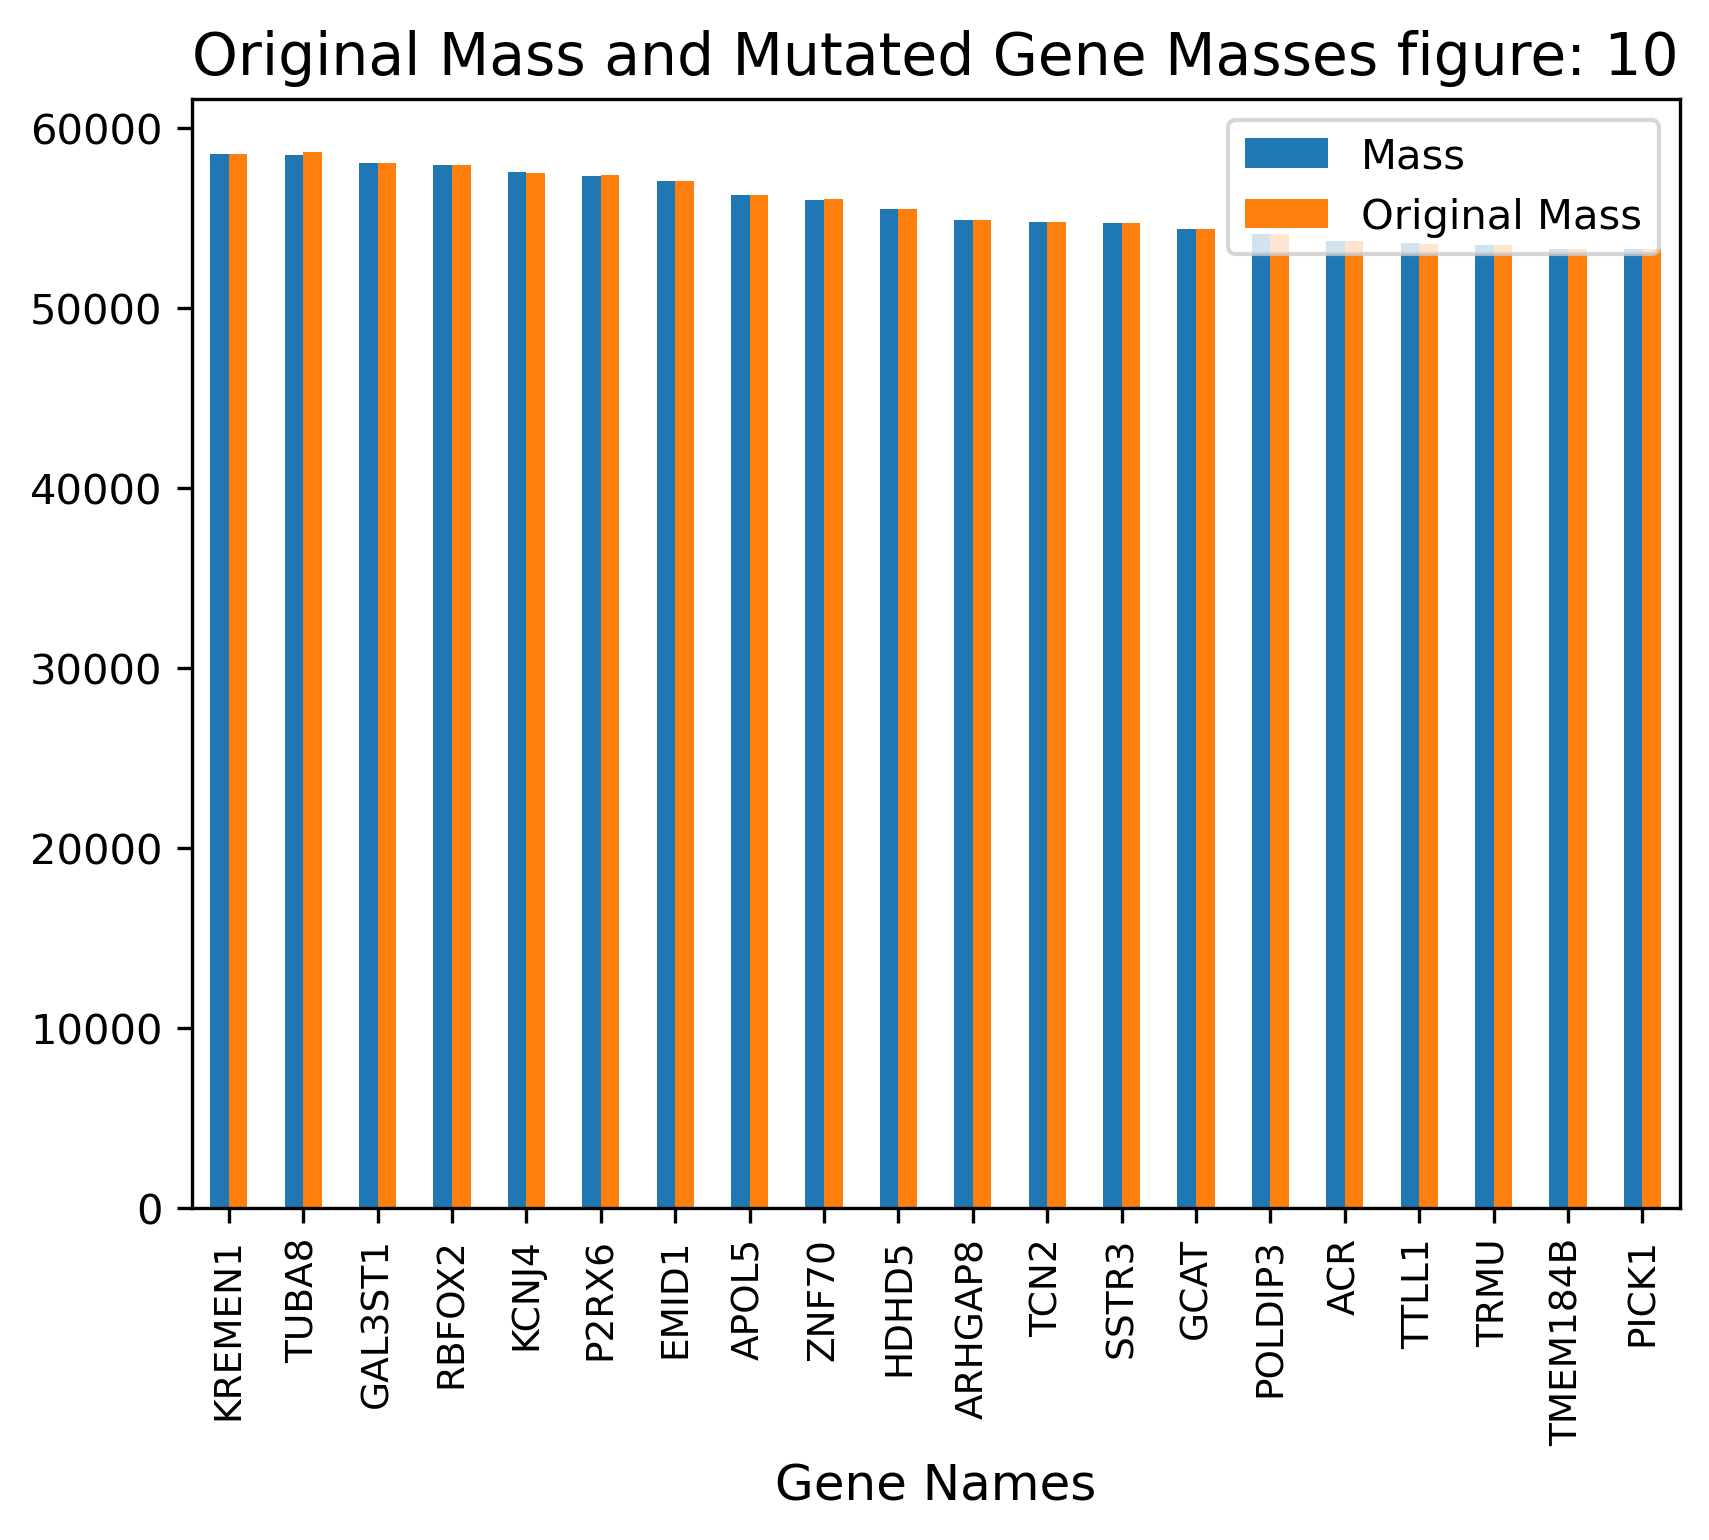 Original Mass and Mutated Gene Masses figure: 10
Mass
Original Mass
60000
50000
40000
30000
20000
10000
0
KREMEN1
TUBA8
GAL3ST1
RBFOX2
KCNJ4
P2RX6
EMID1
APOL5
ZNF70
HDHD5
ARHGAP8
TCN2
SSTR3
GCAT
POLDIP3
ACR
TTLL1
TRMU
TMEM184B
PICK1
Gene Names